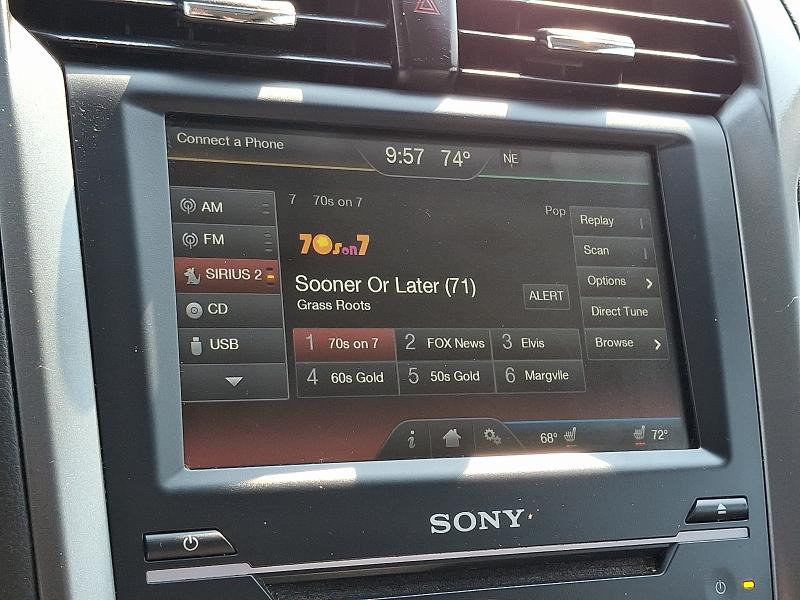 Connect a Phone
9:57 74° NE
AM
FM
SIRIUS 2
CD
USB
7 70s on 7
Pop
70s on 7
Sooner Or Later (71)
Grass Roots
ALERT
1 70s on 7
2 FOX News
3 Elvis
4 60s Gold
5 50s Gold
6 Margvlle
Replay
Scan
Options
Direct Tune
Browse
i
68°
72°
SONY